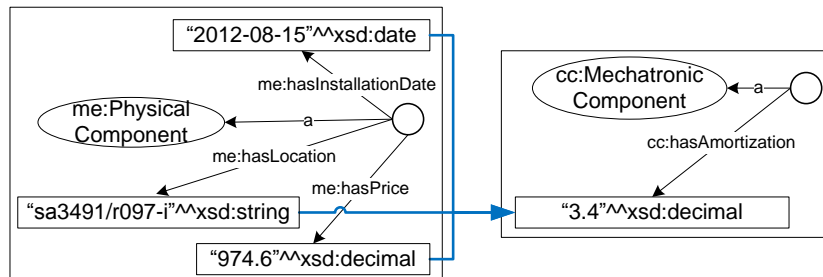 “2012-08-15”^^xsd:date
me:hasInstallationDate
me:Physical
Component
a
me:hasLocation
me:hasPrice
“sa3491/r097-i”^^xsd:string
“974.6”^^xsd:decimal
cc:Mechatronic
Component
a
cc:hasAmortization
“3.4”^^xsd:decimal